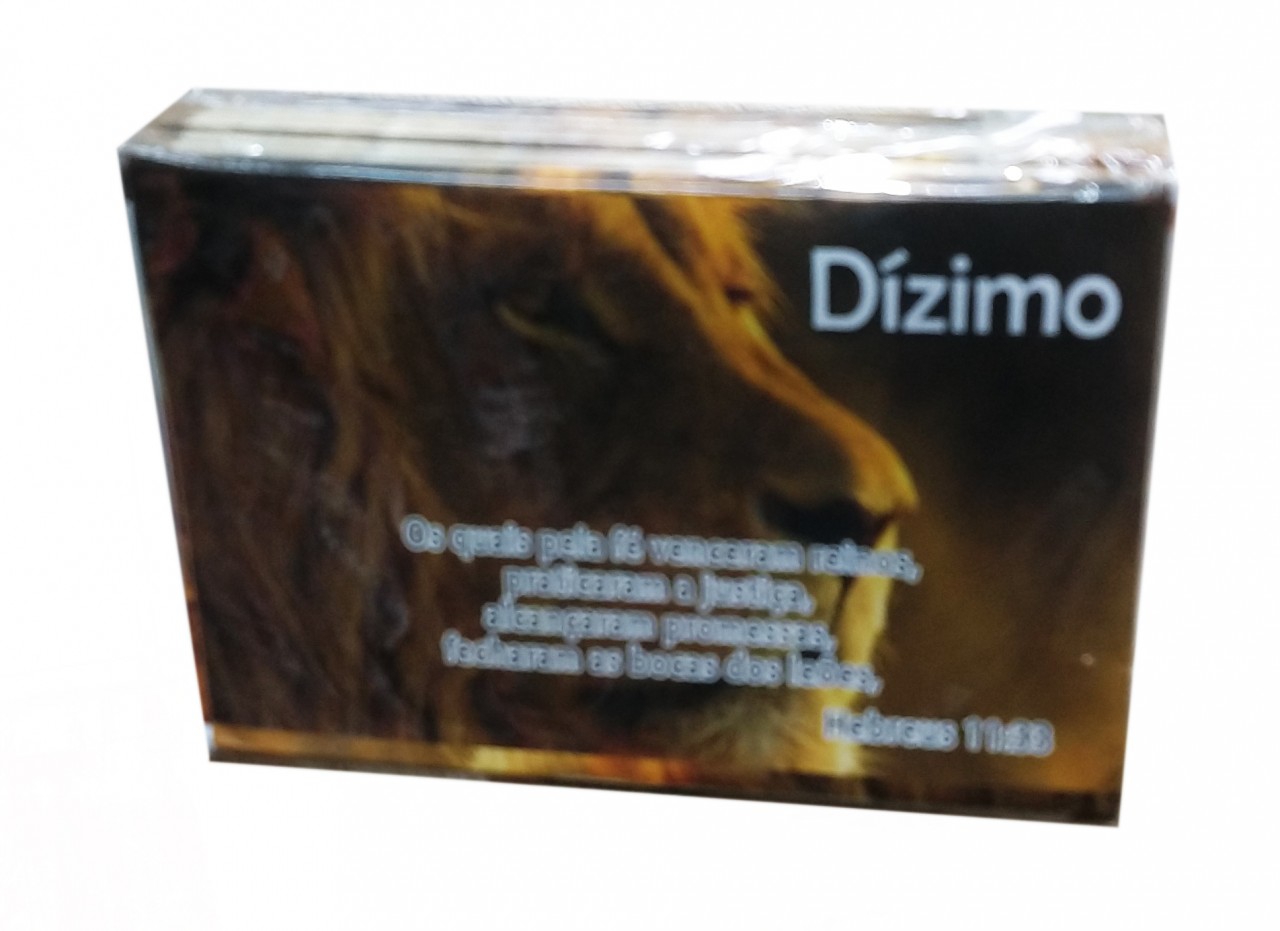 Dízimo
Os quais pela fé venceram reinos,
praticaram a justiça,
alcançaram promessas,
fecharam as bocas dos leões,
Hebreus 11:33